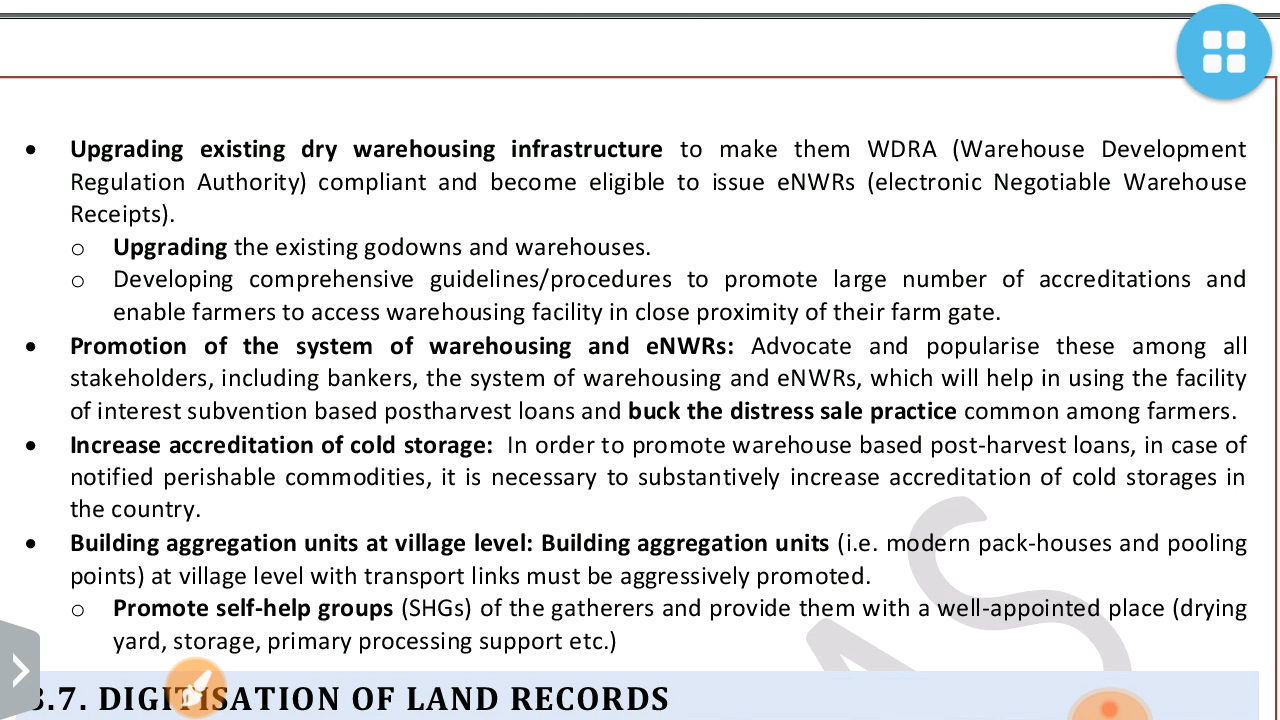 • Upgrading existing dry warehousing infrastructure to make them WDRA (Warehouse Development
Regulation Authority) compliant and become eligible to issue eNWRs (electronic Negotiable Warehouse
Receipts).
o Upgrading the existing godowns and warehouses.
o Developing comprehensive guidelines/procedures to promote large number of accreditations and
enable farmers to access warehousing facility in close proximity of their farm gate.
• Promotion of the system of warehousing and eNWRs: Advocate and popularise these among all
stakeholders, including bankers, the system of warehousing and eNWRs, which will help in using the facility
of interest subvention based postharvest loans and buck the distress sale practice common among farmers.
• Increase accreditation of cold storage: In order to promote warehouse based post-harvest loans, in case of
notified perishable commodities, it is necessary to substantively increase accreditation of cold storages in
the country.
• Building aggregation units at village level: Building aggregation units (i.e. modern pack-houses and pooling
points) at village level with transport links must be aggressively promoted.
o Promote self-help groups (SHGs) of the gatherers and provide them with a well-appointed place (drying
yard, storage, primary processing support etc.)
.7. DIGITISATION OF LAND RECORDS